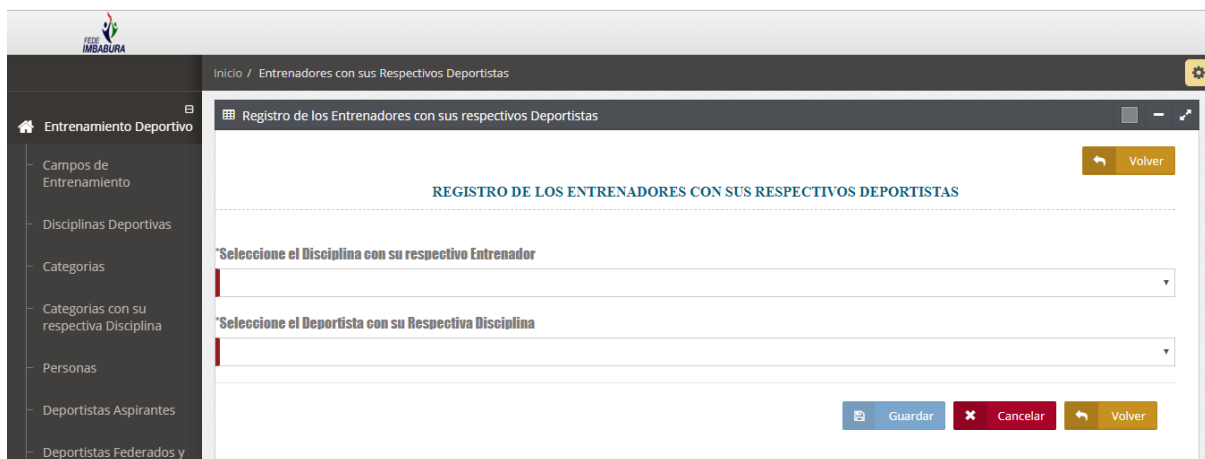 FEDE
IMBABURA
Inicio / Entrenadores con sus Respectivos Deportistas
Entrenamiento Deportivo
Campos de
Entrenamiento
Disciplinas Deportivas
Categorias
Categorias con su
respectiva Disciplina
Personas
Deportistas Aspirantes
Deportistas Federados y
Registro de los Entrenadores con sus respectivos Deportistas
Volver
REGISTRO DE LOS ENTRENADORES CON SUS RESPECTIVOS DEPORTISTAS
*Seleccione el Disciplina con su respectivo Entrenador
*Seleccione el Deportista con su Respectiva Disciplina
Guardar Cancelar Volver